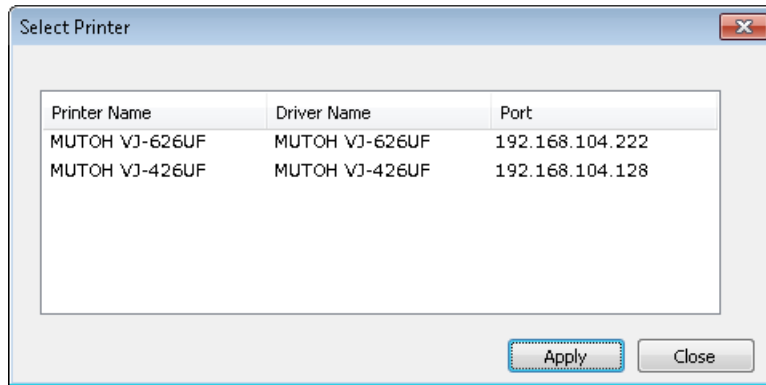 Select Printer
Printer Name Driver Name Port
MUTOH VJ-626UF MUTOH VJ-626UF 192.168.104.222
MUTOH VJ-426UF MUTOH VJ-426UF 192.168.104.128
Apply Close